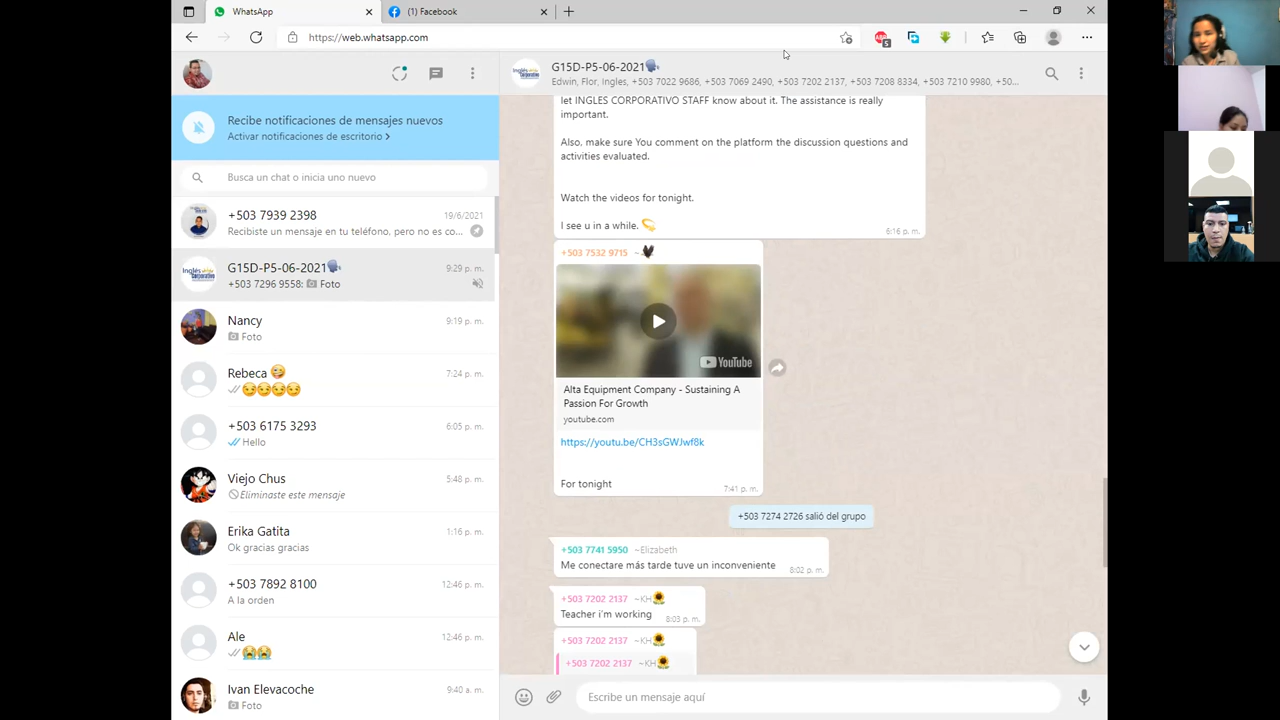 WhatsApp
(1) Facebook
https://web.whatsapp.com
5
G15D-P5-06-2021
Edwin, Flor, Ingles, +503 7022 9686, +503 7069 2490, +503 7202 2137, +503 7208 8334, +503 7210 9980, +50...
Recibe notificaciones de mensajes nuevos
Activar notificaciones de escritorio
Busca un chat o inicia uno nuevo
+503 7939 2398
19/6/2021
Recibiste un mensaje en tu teléfono, pero no es co...
G15D-P5-06-2021
9:29 p. m.
+503 7296 9558: Foto
Nancy
9:19 p. m.
Foto
Rebeca
7:24 p. m.
+503 6175 3293
6:05 p. m.
Hello
Viejo Chus
5:48 p. m.
Eliminaste este mensaje
Erika Gatita
1:16 p. m.
Ok gracias gracias
+503 7892 8100
12:46 p. m.
A la orden
Ale
12:46 p. m.
Ivan Elevacoche
9:40 a. m.
Foto
let INGLES CORPORATIVO STAFF know about it. The assistance is really
important.
Also, make sure You comment on the platform the discussion questions and
activities evaluated.
Watch the videos for tonight.
I see u in a while.
6:16 p. m.
+503 7532 9715 ~
YouTube
Alta Equipment Company - Sustaining A
Passion For Growth
youtube.com
https://youtu.be/CH3sGWJwf8k
For tonight
7:41 p. m.
+503 7274 2726 salió del grupo
+503 7741 5950 ~Elizabeth
Me conectare más tarde tuve un inconveniente
8:02 p. m.
+503 7202 2137 ~KH
Teacher i'm working
8:03 p. m.
+503 7202 2137 ~KH
+503 7202 2137 ~KH
Escribe un mensaje aquí